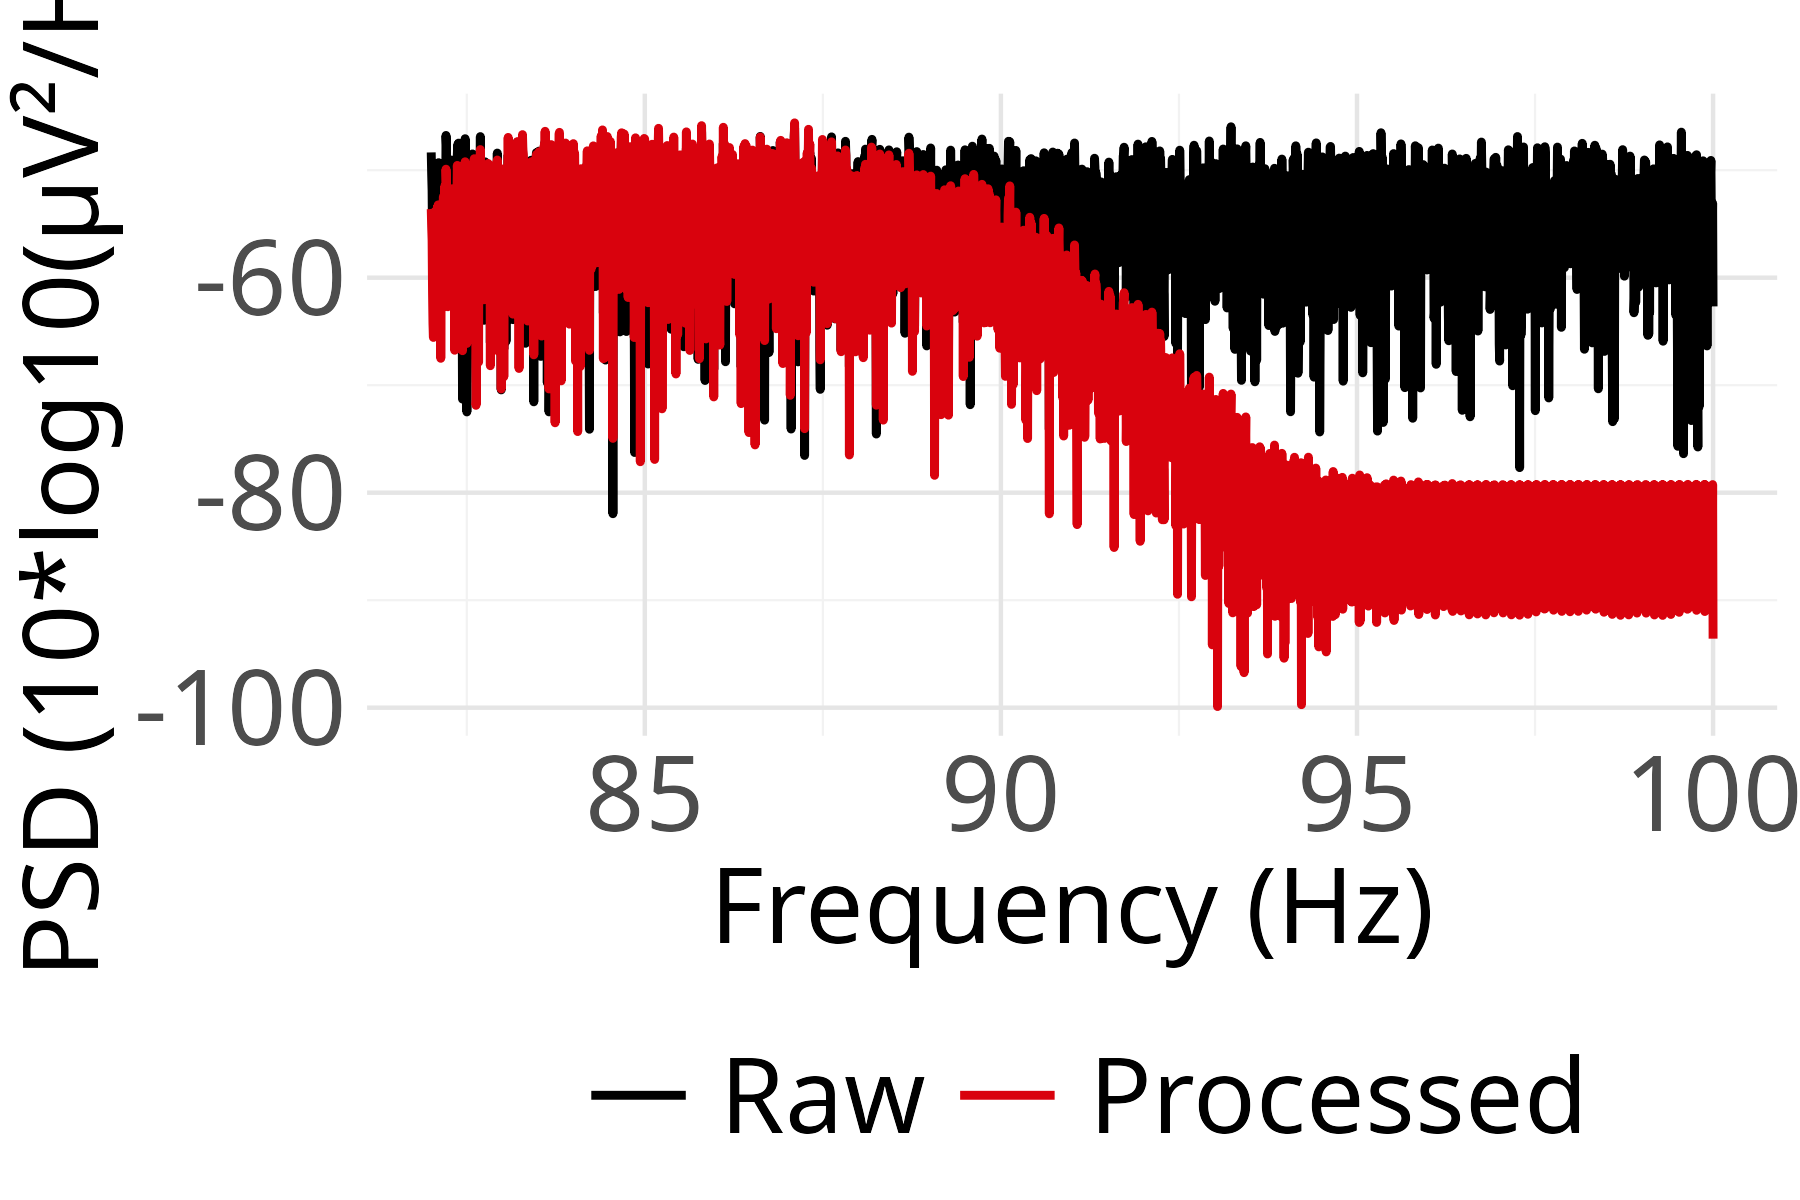 PSD (10*log10(μV²/H
-60
-80
-100
85 90 95 100
Frequency (Hz)
Raw Processed